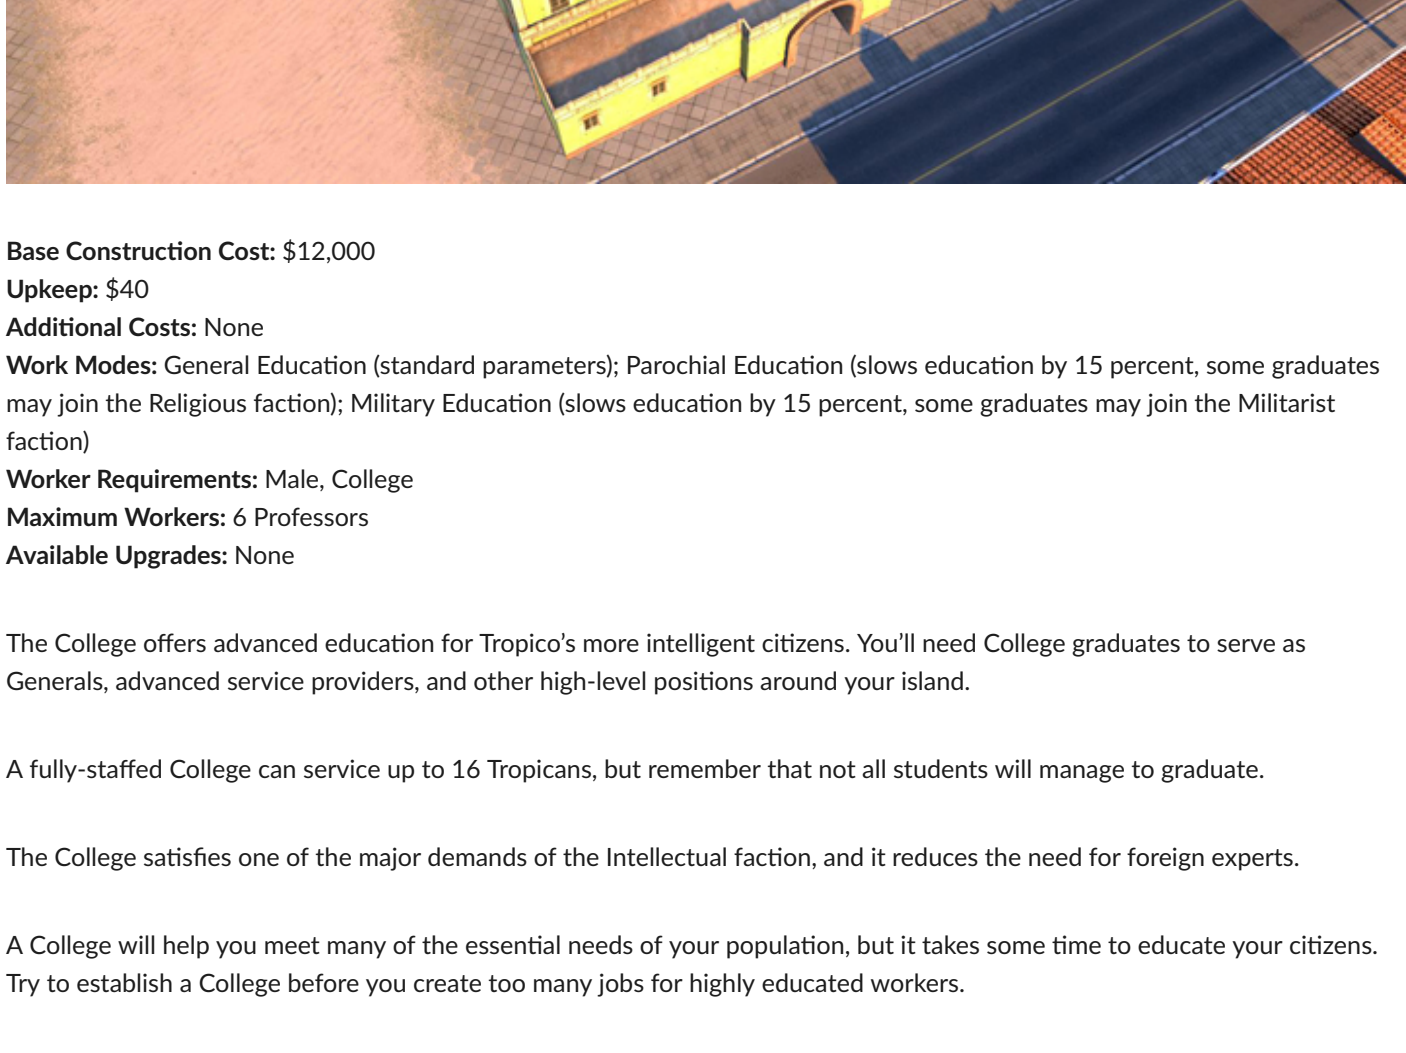 Base Construction Cost: $12,000
Upkeep: $40
Additional Costs: None
Work Modes: General Education (standard parameters); Parochial Education (slows education by 15 percent, some graduates
may join the Religious faction); Military Education (slows education by 15 percent, some graduates may join the Militarist
faction)
Worker Requirements: Male, College
Maximum Workers: 6 Professors
Available Upgrades: None
The College offers advanced education for Tropico’s more intelligent citizens. You’ll need College graduates to serve as
Generals, advanced service providers, and other high-level positions around your island.
A fully-staffed College can service up to 16 Tropicans, but remember that not all students will manage to graduate.
The College satisfies one of the major demands of the Intellectual faction, and it reduces the need for foreign experts.
A College will help you meet many of the essential needs of your population, but it takes some time to educate your citizens.
Try to establish a College before you create too many jobs for highly educated workers.